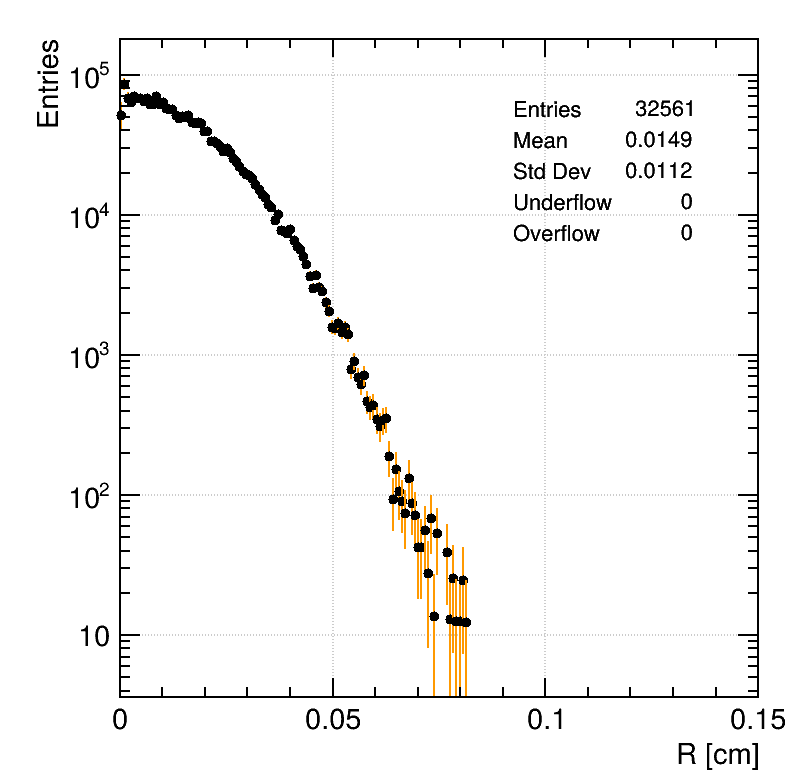 Entries
10^5
10^4
10^3
10^2
10
Entries 32561
Mean 0.0149
Std Dev 0.0112
Underflow 0
Overflow 0
0 0.05 0.1 0.15
R [cm]